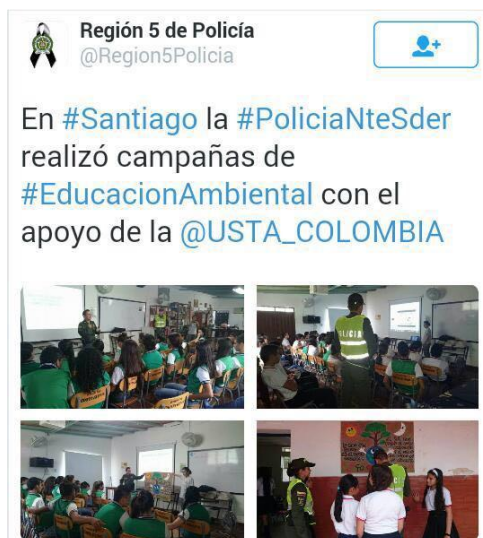 Región 5 de Policía
@Region5Policia
En #Santiago la #PoliciaNteSder
realizó campañas de
#EducacionAmbiental con el
apoyo de la @USTA_COLOMBIA
POLICIA